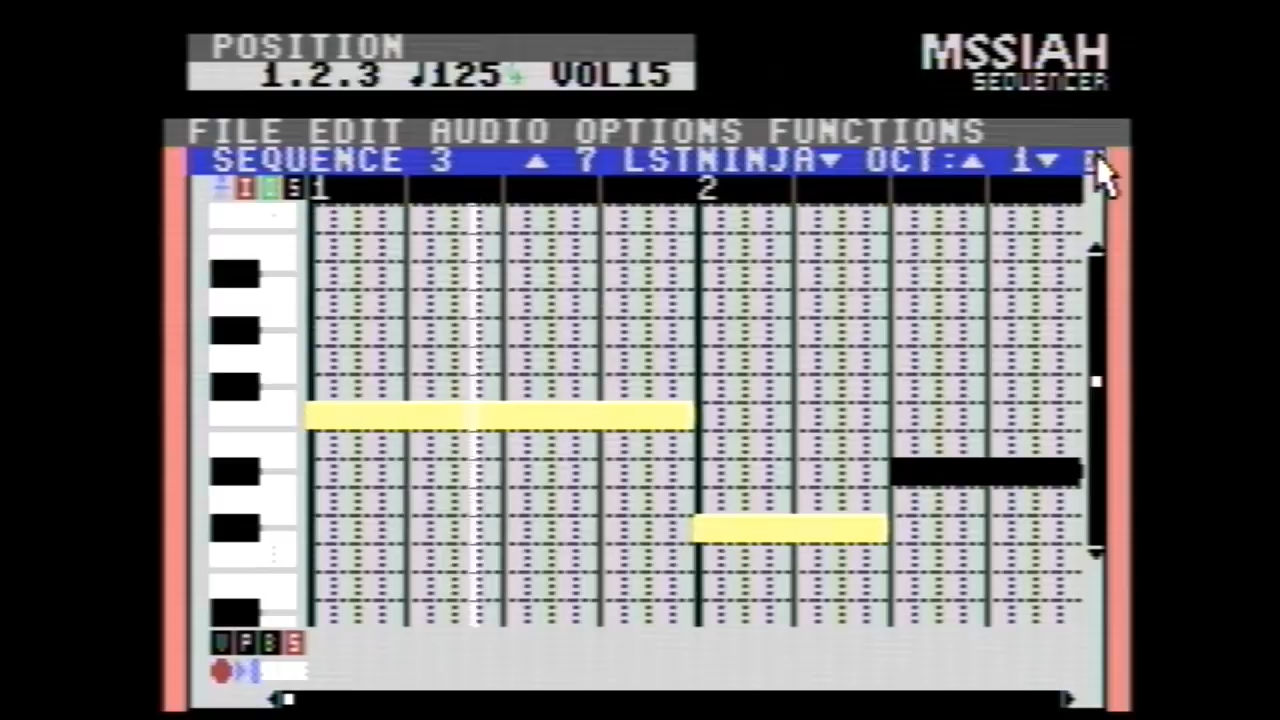 POSITION
1.2.3 ♩125 VOL15
MSSIAH
SEQUENCER
FILE EDIT AUDIO OPTIONS FUNCTIONS
SEQUENCE 3 ▲ 7 LSTNINJA▼ OCT:▲ 1▼
S 1 2
V P B S